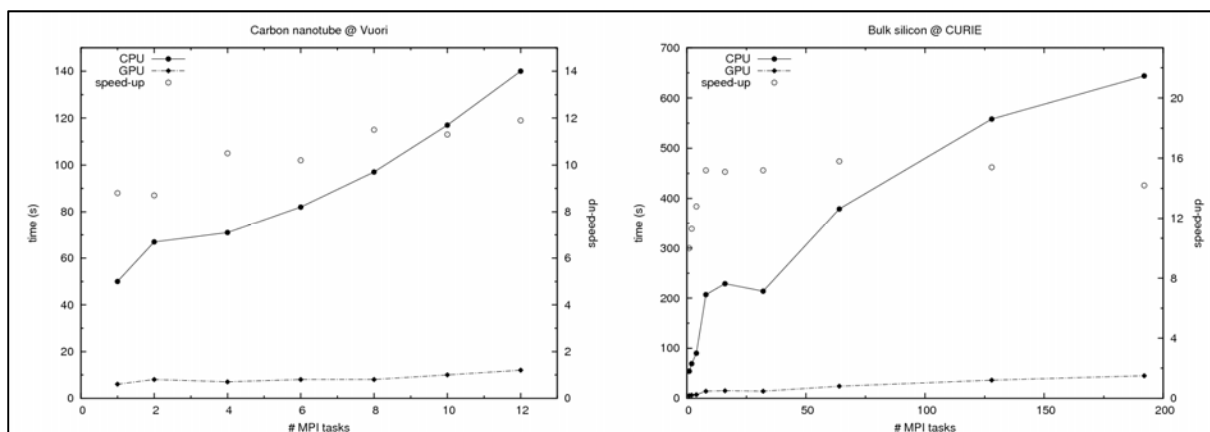 Carbon nanotube @ Vuori
CPU
GPU
speed-up
time (s)
140
120
100
80
60
40
20
0
14
12
10
8
6
4
2
0
speed-up
0 2 4 6 8 10 12
# MPI tasks
Bulk silicon @ CURIE
CPU
GPU
speed-up
time (s)
700
600
500
400
300
200
100
0
20
16
12
8
4
0
speed-up
0 50 100 150 200
# MPI tasks